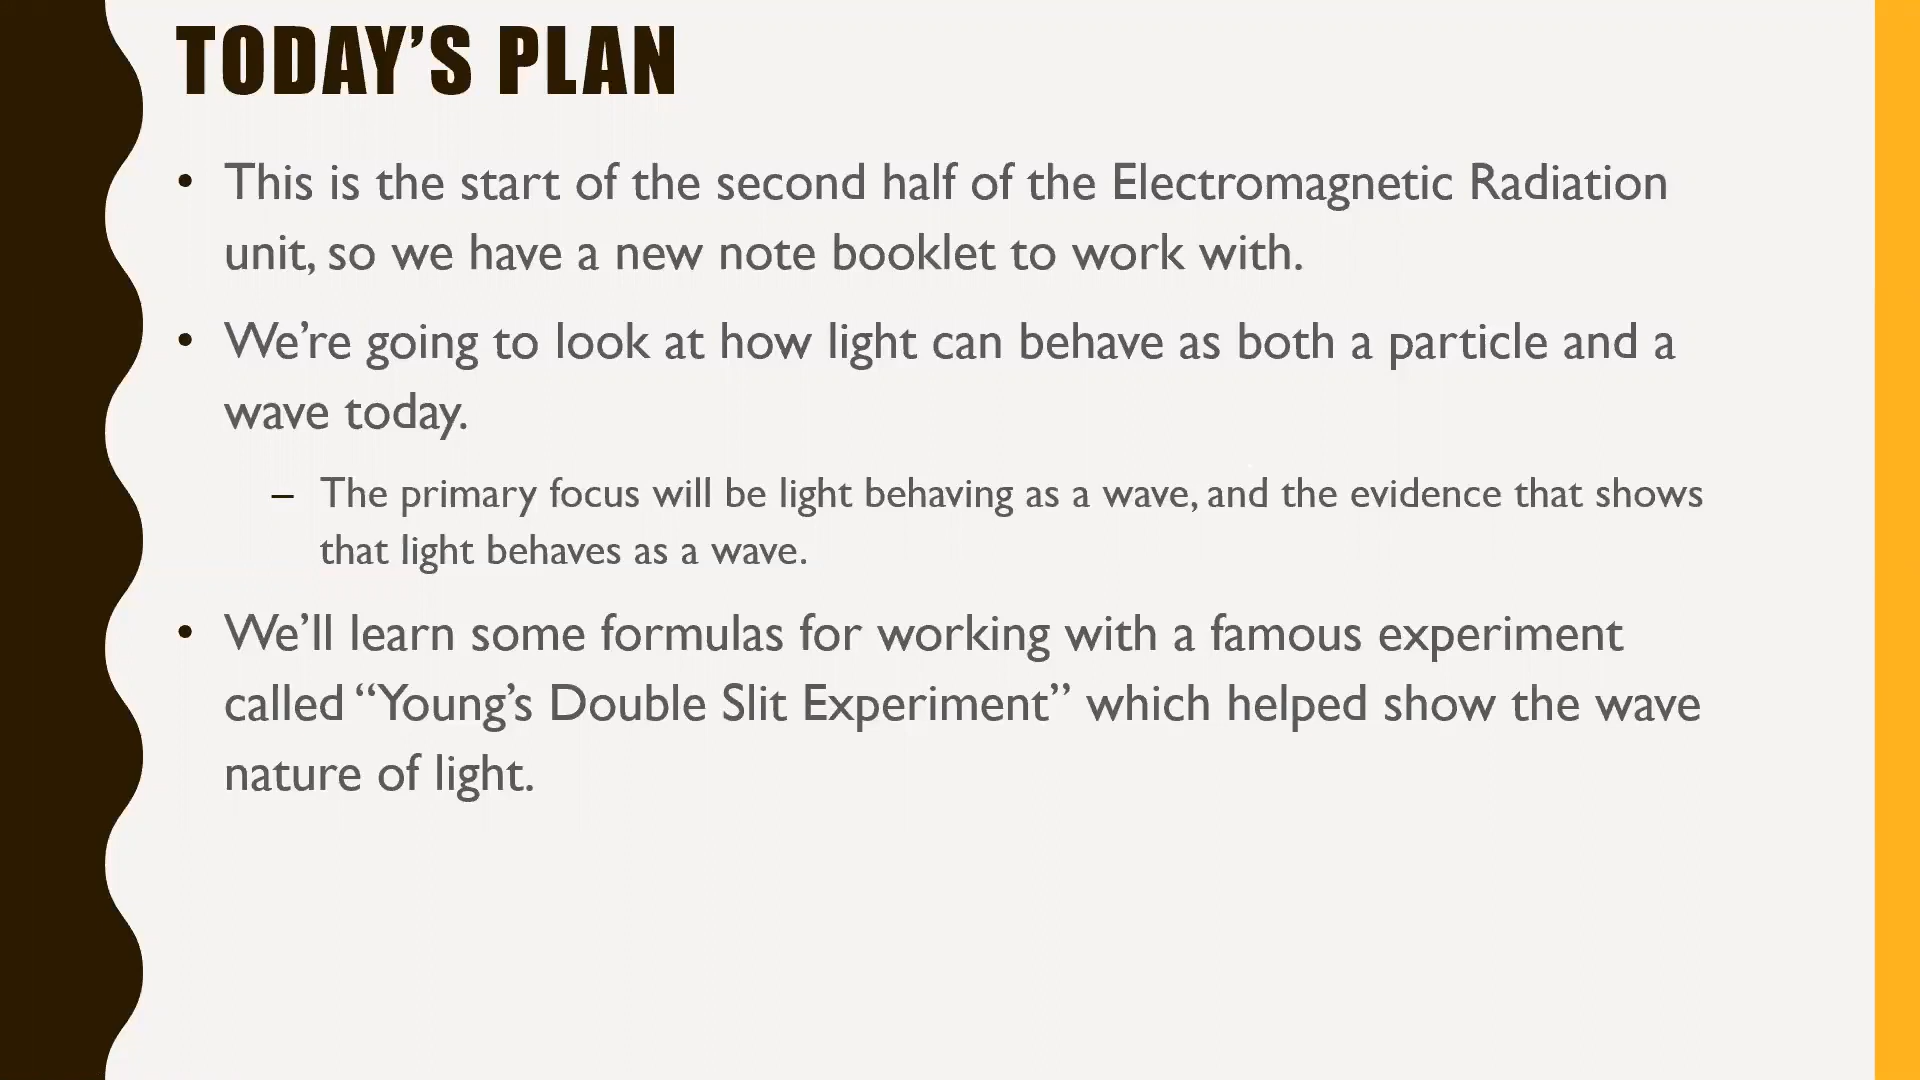 TODAY’S PLAN
• This is the start of the second half of the Electromagnetic Radiation
unit, so we have a new note booklet to work with.
• We’re going to look at how light can behave as both a particle and a
wave today.
– The primary focus will be light behaving as a wave, and the evidence that shows
that light behaves as a wave.
• We’ll learn some formulas for working with a famous experiment
called “Young’s Double Slit Experiment” which helped show the wave
nature of light.